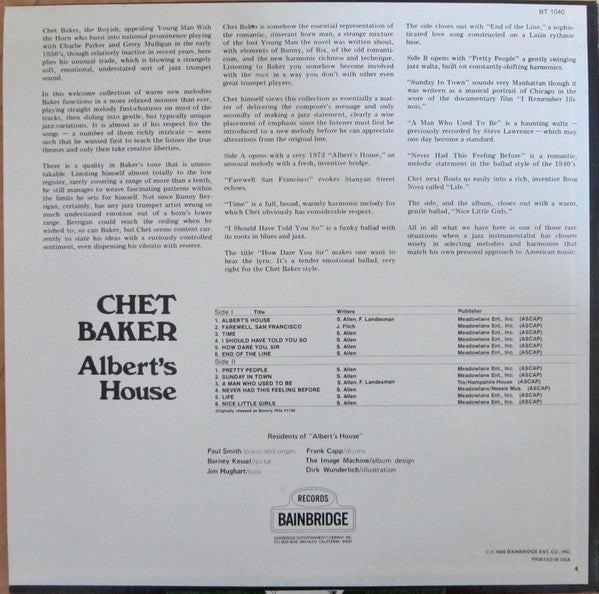 BT 1040
Chet Baker, the Boyish, appealing Young Man With
the Horn who burst into national prominence playing
with Charlie Parker and Gerry Mulligan in the early
1950's, though relatively inactive in recent years, here
plies his unusual trade, which is blowing a strangely
soft, emotional, understated sort of jazz trumpet
sound.
In this welcome collection of warm new melodies
Baker functions in a more relaxed manner than ever,
playing straight melody first-choruses on most of the
tracks, then sliding into gentle, but typically unique
jazz-variations. It is almost as if his respect for the
songs — a number of them richly intricate — were
such that he wanted first to teach the listner the true
themes and only then take creative liberties.
There is a quality in Baker's tone that is unmis-
takable. Limiting himself almost totally to the low
register, rarely covering a range of more than a tenth,
he still manages to weave fascinating patterns within
the limits he sets for himself. Not since Bunny Ber-
rigan, certainly, has any jazz trumpet artist wrung so
much understated emotion out of a horn's lower
range. Berrigan could reach the ceiling when he
wished to; so can Baker, but Chet seems content cur-
rently to state his ideas with a curiously controlled
sentiment, even dispensing his vibrato with reserve.
Chet Baker is somehow the essential representation of
the romantic, itinerant horn man, a strange mixture
of the lost Young Man the novel was written about,
with elements of Bunny, of Bix, of the old romanti-
cism, and the new harmonic richness and technique.
Listening to Baker you somehow become involved
with the man in a way you don't with other even
great trumpet players.
Chet himself views this collection as essentially a mat-
ter of delivering the composer's message and only
secondly of making a jazz statement, clearly a wise
placement of emphasis since the listener must first be
introduced to a new melody before he can appreciate
alterations from the original line.
Side A opens with a very 1973 "Albert's House," an
unusual melody with a fresh, inventive bridge.
"Farewell San Francisco" evokes Stanyan Street
echoes.
"Time" is a full, broad, warmly harmonic melody for
which Chet obviously has considerable respect.
"I Should Have Told You So" is a funky ballad with
its roots in blues and jazz.
The title "How Dare You Sir" makes one want to
hear the lyric. It's a tender emotional ballad, very
right for the Chet Baker style.
The side closes out with "End of the Line," a sophis-
ticated love song constructed on a Latin rythmic
base.
Side B opens with "Pretty People" a gently swinging
jazz waltz, built on constantly-shifting harmonics.
"Sunday In Town" sounds very Manhattan though it
was writeen as a musical portrait of Chicago in the
score of the documentary film "I Remember Illi-
nois."
"A Man Who Used To Be" is a haunting waltz —
previously recorded by Steve Lawrence — which may
one day become a standard.
"Never Had This Feeling Before" is a romantic,
melodic statement in the ballad style of the 1940's.
Chet next floats us easily into a rich, inventive Bossa
Nova called "Life."
The side, and the album, closes out with a warm,
gentle ballad, "Nice Little Girls."
All in all what we have here is one of those rare
situations when a jazz instrumentalist has chosen
wisely in selecting melodies and harmonies that
match his own personal approach to American music.
CHET
BAKER
Albert's
House
Side I Title Writers Publisher
1. ALBERT'S HOUSE S. Allen, F. Landesman Meadowlane Ent., Inc. (ASCAP)
2. FAREWELL, SAN FRANCISCO J. Fitch Meadowlane Ent., Inc. (ASCAP)
3. TIME S. Allen Meadowlane Ent., Inc. (ASCAP)
4. I SHOULD HAVE TOLD YOU SO S. Allen Meadowlane Ent., Inc. (ASCAP)
5. HOW DARE YOU, SIR S. Allen Meadowlane Ent., Inc. (ASCAP)
6. END OF THE LINE S. Allen Meadowlane Ent., Inc. (ASCAP)
Side II
1. PRETTY PEOPLE S. Allen Meadowlane Ent., Inc. (ASCAP)
2. SUNDAY IN TOWN S. Allen Meadowlane Ent., Inc. (ASCAP)
3. A MAN WHO USED TO BE S. Allen, F. Landesman Trio/Hampshire House (ASCAP)
4. NEVER HAD THIS FEELING BEFORE S. Allen Meadowlane/Nessie Mus. (ASCAP)
5. LIFE S. Allen Meadowlane Ent., Inc. (ASCAP)
6. NICE LITTLE GIRLS S. Allen Meadowlane Ent., Inc. (ASCAP)
Originally released as Beverly Hills #1134
Residents of "Albert's House"
Paul Smith/piano and organ Frank Capp/drums
Barney Kessel/guitar The Image Machine/album design
Jim Hughart/bass Dirk Wunderlich/illustration
RECORDS
BAINBRIDGE
BAINBRIDGE ENTERTAINMENT COMPANY, INC.
VAN NUYS, CALIFORNIA
© ℗ 1980 BAINBRIDGE ENT. CO., INC.
PRINTED IN USA
4